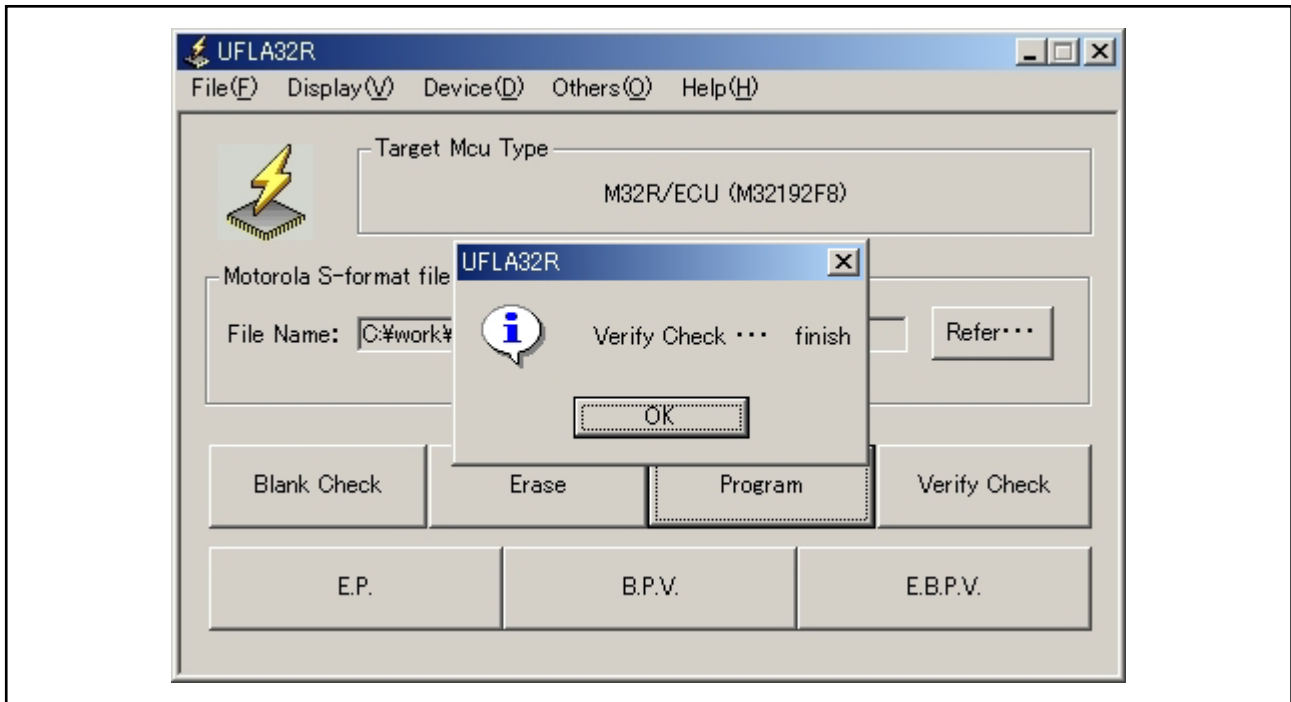 UFLA32R
File(F) Display(V) Device(D) Others(O) Help(H)
Target Mcu Type
M32R/ECU (M32192F8)
Motorola S-format file
File Name: C:¥work¥
Refer···
UFLA32R
Verify Check ··· finish
OK
Blank Check Erase Program Verify Check
E.P. B.P.V. E.B.P.V.